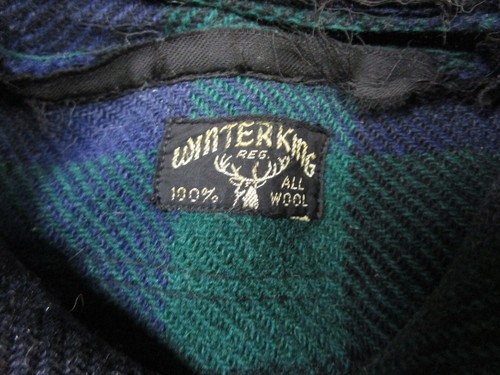 WINTER KING
REG.
100% ALL
WOOL